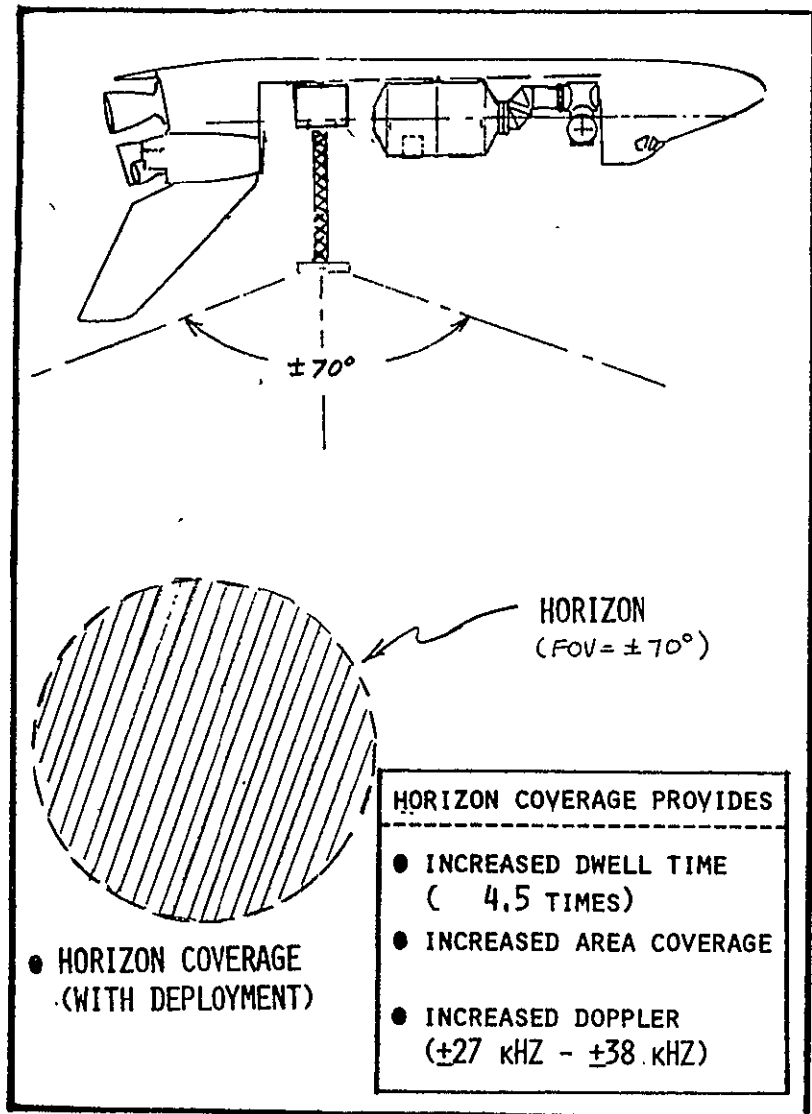 ±70°
HORIZON
(FOV= ±70°)
HORIZON COVERAGE PROVIDES
● INCREASED DWELL TIME
( 4.5 TIMES)
● INCREASED AREA COVERAGE
● INCREASED DOPPLER
(±27 KHZ - ±38 KHZ)
● HORIZON COVERAGE
(WITH DEPLOYMENT)